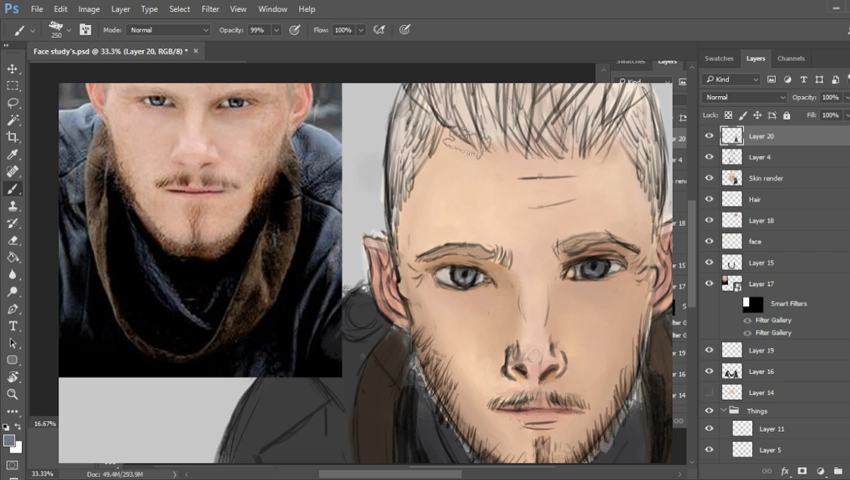 Ps File Edit Image Layer Type Select Filter View Window Help
250 Mode: Normal Opacity: 99% Flow: 100%
Face study's.psd @ 33.3% (Layer 20, RGB/8) * ×
Swatches Layers Channels
Kind
Normal Opacity: 100%
Lock: Fill: 100%
Layer 20
Layer 4
Skin render
Hair
Layer 18
face
Layer 15
Layer 17
Smart Filters
Filter Gallery
Filter Gallery
Layer 19
Layer 16
Layer 14
Things
Layer 11
Layer 5
16.67%
33.33% Doc: 49.4M/293.9M
fx